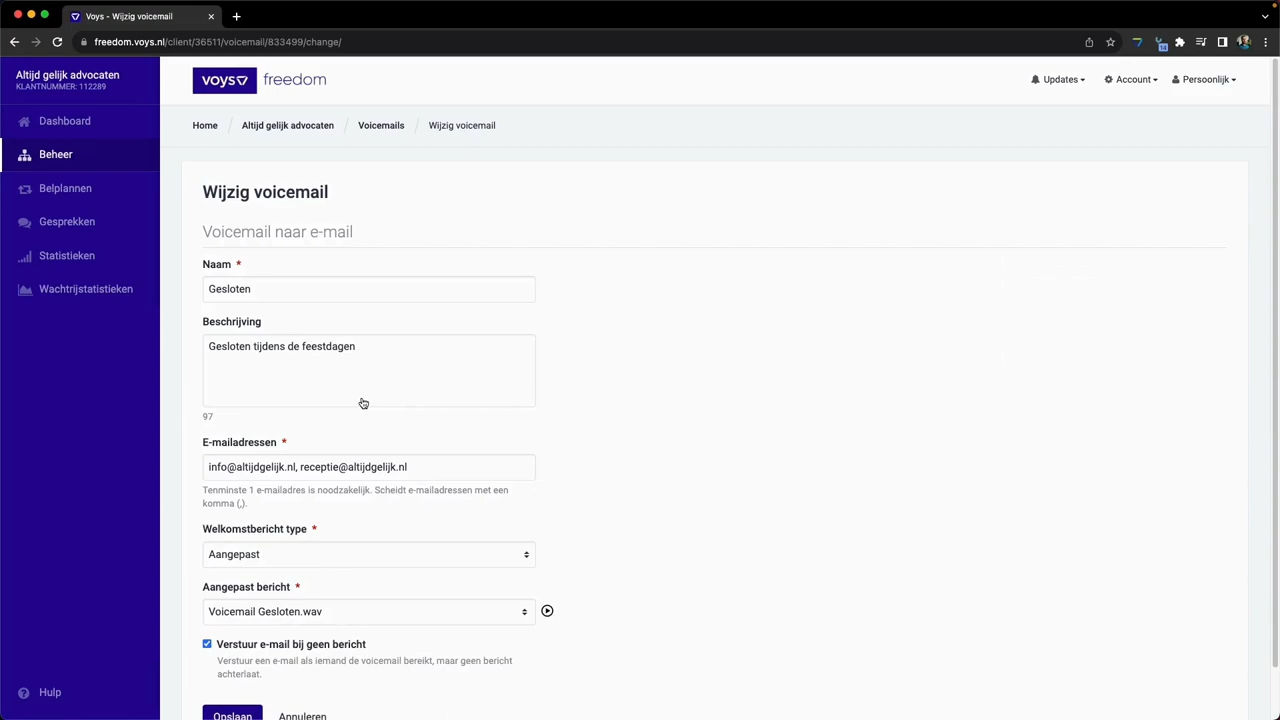 Voys - Wijzig voicemail
freedom.voys.nl/client/36511/voicemail/833499/change/
14
Altijd gelijk advocaten
KLANTNUMMER: 112289
Dashboard
Beheer
Belplannen
Gesprekken
Statistieken
Wachtrijstatistieken
Hulp
voys freedom
Updates
Account
Persoonlijk
Home
Altijd gelijk advocaten
Voicemails
Wijzig voicemail
Wijzig voicemail
Voicemail naar e-mail
Naam *
Gesloten
Beschrijving
Gesloten tijdens de feestdagen
97
E-mailadressen *
info@altijdgelijk.nl, receptie@altijdgelijk.nl
Tenminste 1 e-mailadres is noodzakelijk. Scheidt e-mailadressen met een
komma (,).
Welkomstbericht type *
Aangepast
Aangepast bericht *
Voicemail Gesloten.wav
Verstuur e-mail bij geen bericht
Verstuur een e-mail als iemand de voicemail bereikt, maar geen bericht
achterlaat.
Opslaan
Annuleren